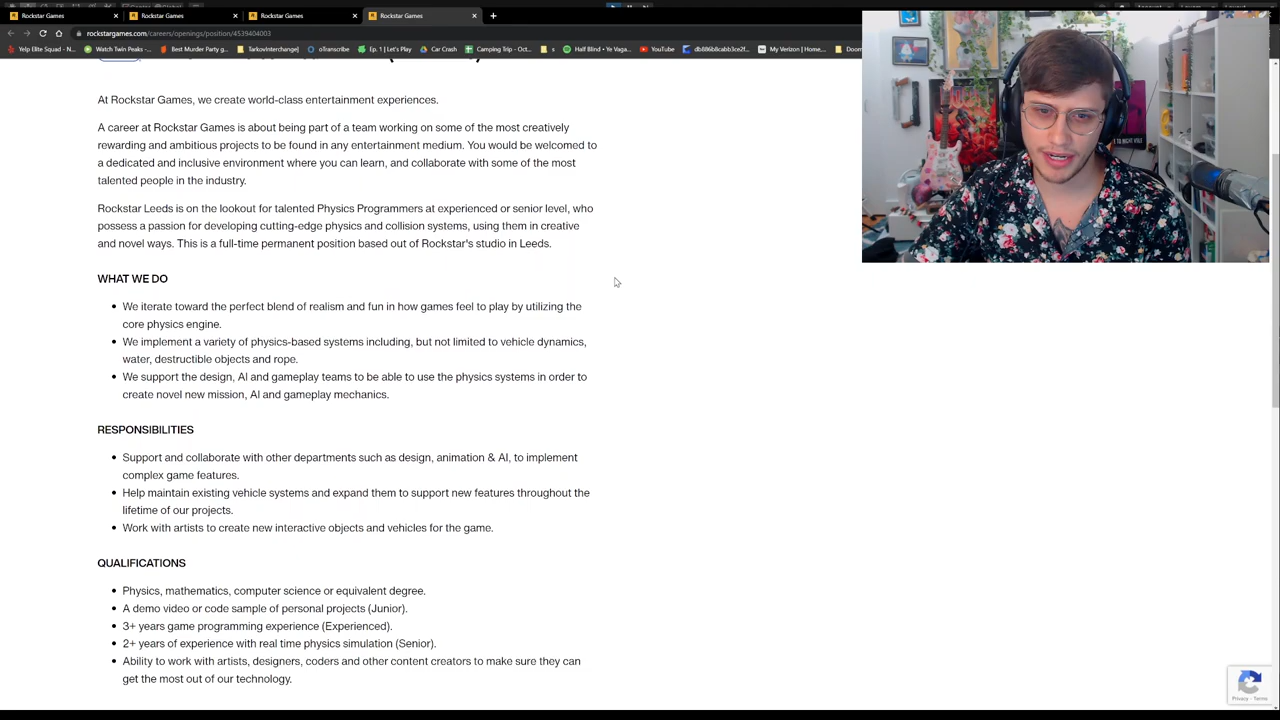 Rockstar Games
Rockstar Games
Rockstar Games
Rockstar Games
rockstargames.com/careers/openings/position/4539404003
Yelp Elite Squad - N...
Watch Twin Peaks -...
Best Murder Party g...
TarkovInterchange]
oTranscribe
Ep. 1 | Let's Play
Car Crash
Camping Trip - Oct...
Half Blind - Ye Vaga...
YouTube
My Verizon | Home...
Doom
At Rockstar Games, we create world-class entertainment experiences.
A career at Rockstar Games is about being part of a team working on some of the most creatively
rewarding and ambitious projects to be found in any entertainment medium. You would be welcomed to
a dedicated and inclusive environment where you can learn, and collaborate with some of the most
talented people in the industry.
Rockstar Leeds is on the lookout for talented Physics Programmers at experienced or senior level, who
possess a passion for developing cutting-edge physics and collision systems, using them in creative
and novel ways. This is a full-time permanent position based out of Rockstar's studio in Leeds.
WHAT WE DO
We iterate toward the perfect blend of realism and fun in how games feel to play by utilizing the
core physics engine.
We implement a variety of physics-based systems including, but not limited to vehicle dynamics,
water, destructible objects and rope.
We support the design, AI and gameplay teams to be able to use the physics systems in order to
create novel new mission, AI and gameplay mechanics.
RESPONSIBILITIES
Support and collaborate with other departments such as design, animation & AI, to implement
complex game features.
Help maintain existing vehicle systems and expand them to support new features throughout the
lifetime of our projects.
Work with artists to create new interactive objects and vehicles for the game.
QUALIFICATIONS
Physics, mathematics, computer science or equivalent degree.
A demo video or code sample of personal projects (Junior).
3+ years game programming experience (Experienced).
2+ years of experience with real time physics simulation (Senior).
Ability to work with artists, designers, coders and other content creators to make sure they can
get the most out of our technology.
Privacy - Terms